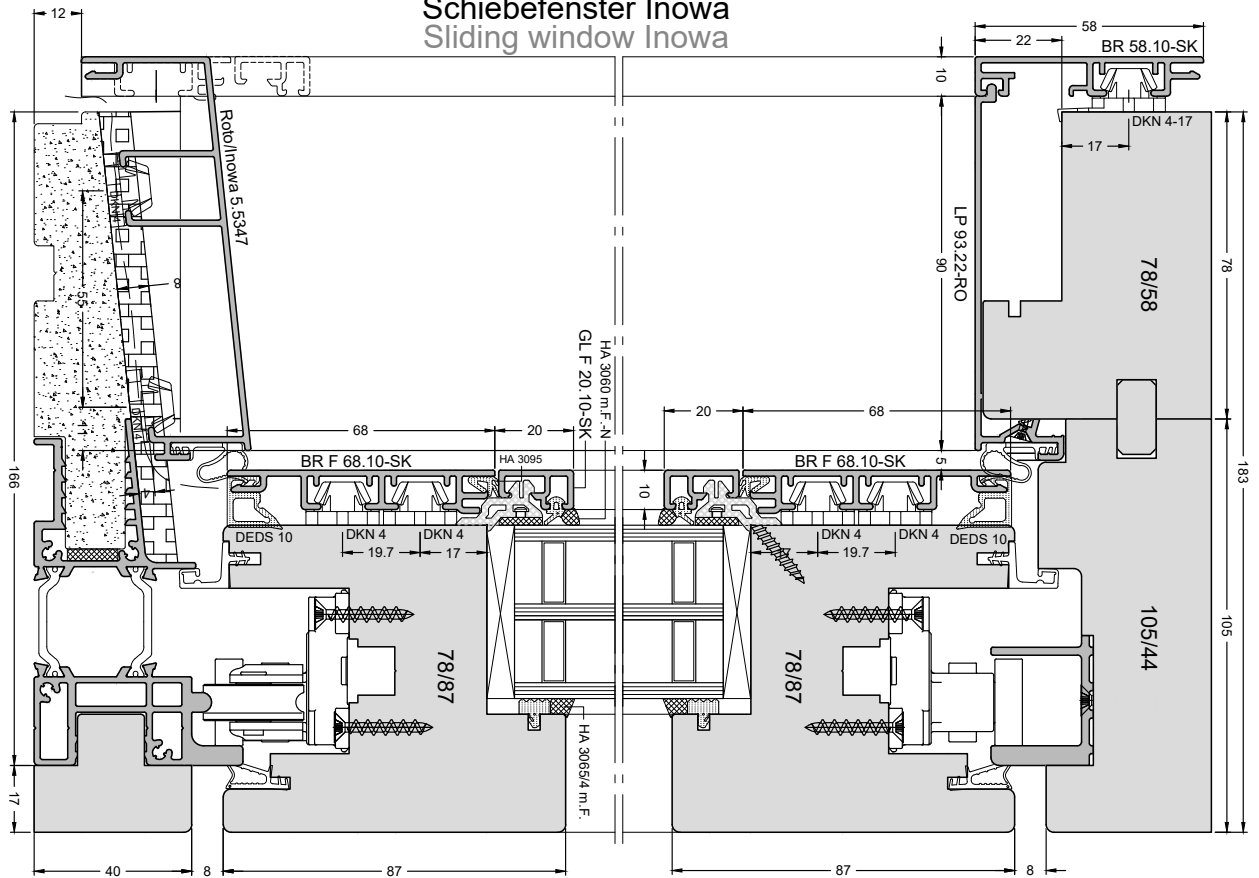 Schiebefenster Inowa
Sliding window Inowa
12
58
22
BR 58.10-SK
10
DKN 4-17
17
Roto/Inowa 5.5347
LP 93.22-RO
90
78/58
78
183
166
55
8
GL F 20.10-SK
HA 3060 m.F.-N
68
20
20
68
BR F 68.10-SK
HA 3095
BR F 68.10-SK
5
10
DEDS 10
DKN 4
DKN 4
19.7
17
DKN 4
DKN 4
19.7
DEDS 10
4
78/87
78/87
105/44
105
HA 3065/4 m.F.
17
40
8
87
87
8